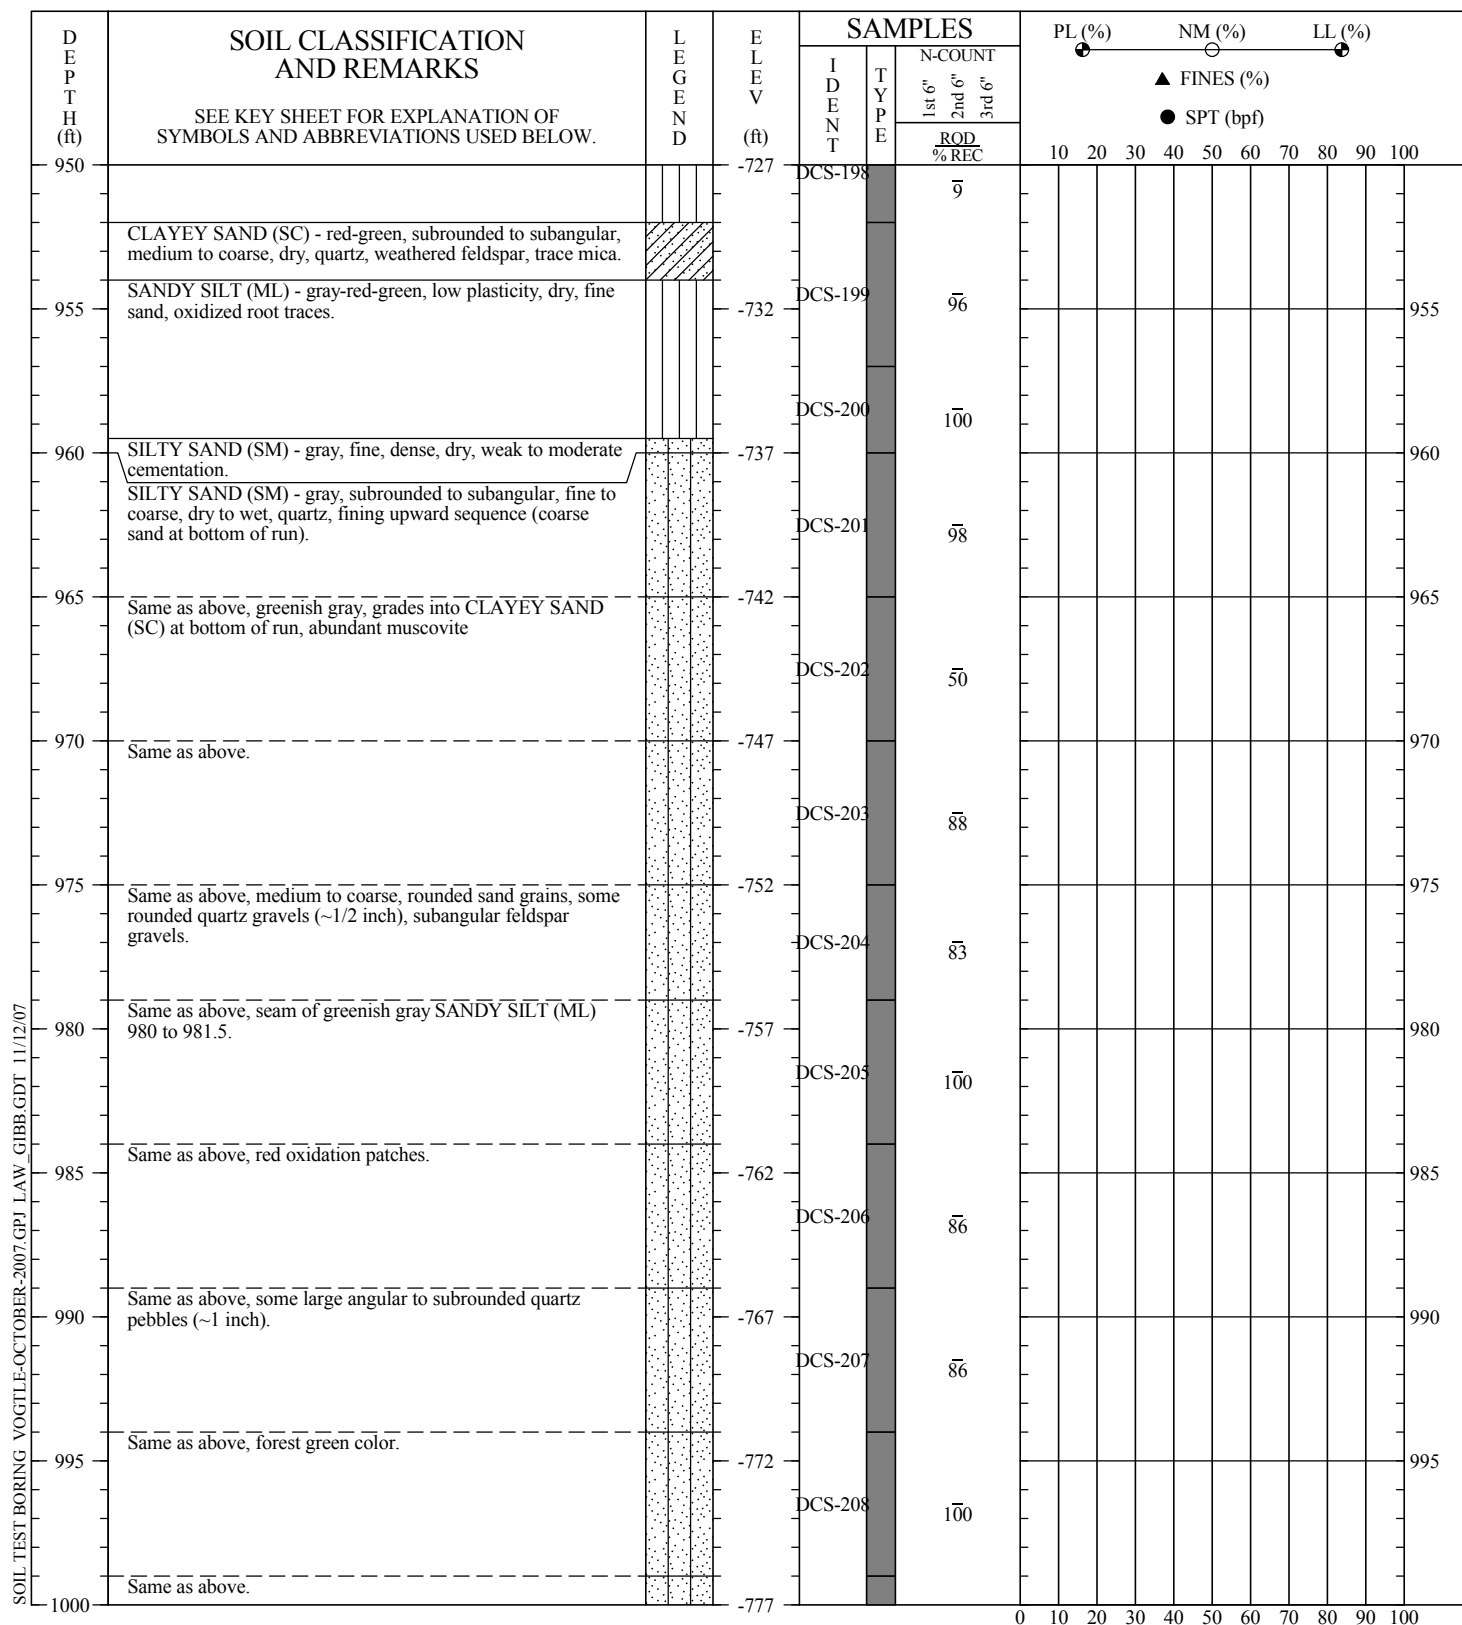 DEPTH (ft)
SOIL CLASSIFICATION
AND REMARKS
SEE KEY SHEET FOR EXPLANATION OF
SYMBOLS AND ABBREVIATIONS USED BELOW.
LEGEND
ELEV (ft)
SAMPLES
IDENT
TYPE
N-COUNT
1st 6"
2nd 6"
3rd 6"
RQD
% REC
PL (%) NM (%) LL (%)
▲ FINES (%)
● SPT (bpf)
10 20 30 40 50 60 70 80 90 100
950 -727 DCS-198 9
CLAYEY SAND (SC) - red-green, subrounded to subangular,
medium to coarse, dry, quartz, weathered feldspar, trace mica.
SANDY SILT (ML) - gray-red-green, low plasticity, dry, fine
sand, oxidized root traces.
DCS-199 96
955 -732 955
DCS-200 100
SILTY SAND (SM) - gray, fine, dense, dry, weak to moderate
cementation.
960 -737 960
SILTY SAND (SM) - gray, subrounded to subangular, fine to
coarse, dry to wet, quartz, fining upward sequence (coarse
sand at bottom of run).
DCS-201 98
965 -742 965
Same as above, greenish gray, grades into CLAYEY SAND
(SC) at bottom of run, abundant muscovite
DCS-202 50
970 -747 970
Same as above.
DCS-203 88
975 -752 975
Same as above, medium to coarse, rounded sand grains, some
rounded quartz gravels (~1/2 inch), subangular feldspar
gravels.
DCS-204 83
Same as above, seam of greenish gray SANDY SILT (ML)
980 to 981.5.
980 -757 980
DCS-205 100
Same as above, red oxidation patches.
985 -762 985
DCS-206 86
Same as above, some large angular to subrounded quartz
pebbles (~1 inch).
990 -767 990
DCS-207 86
Same as above, forest green color.
995 -772 995
DCS-208 100
Same as above.
1000 -777
0 10 20 30 40 50 60 70 80 90 100
SOIL TEST BORING VOGTLE-OCTOBER-2007.GPJ LAW_GIBB.GDT 11/12/07